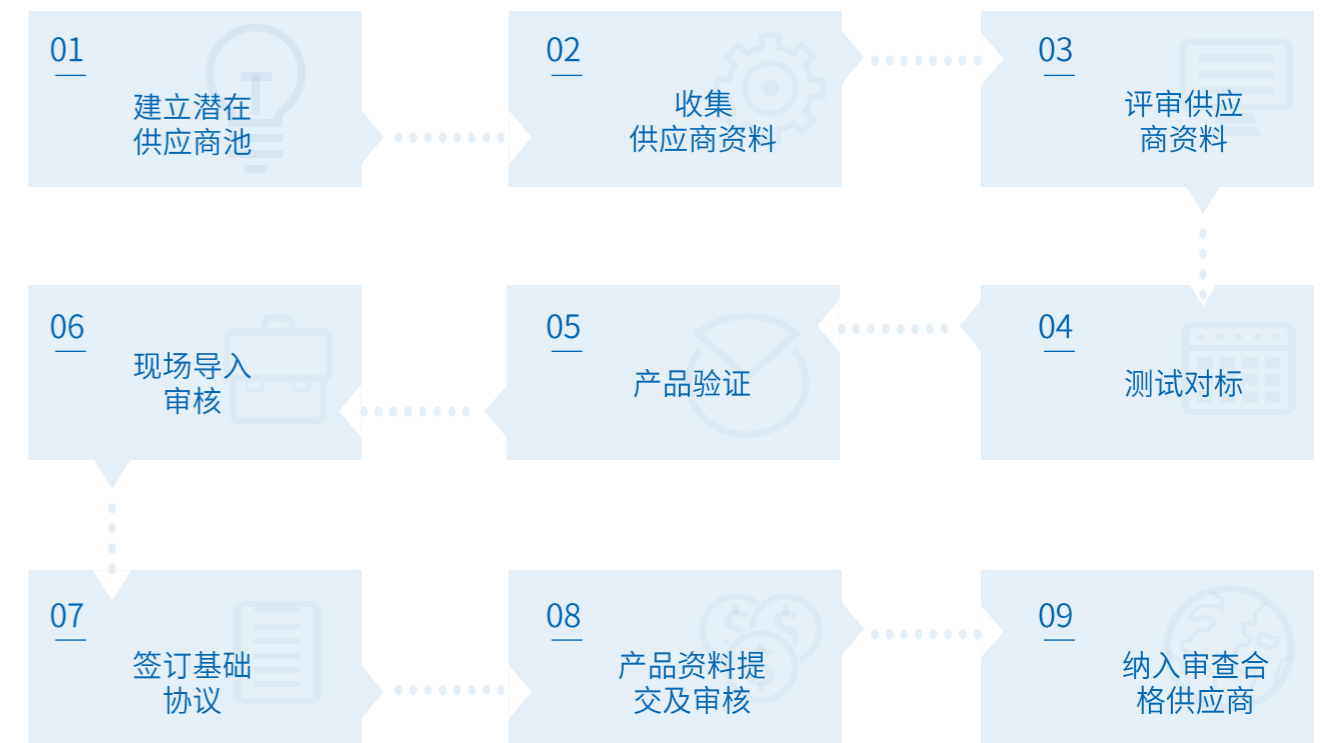 01
建立潜在
供应商池
02
收集
供应商资料
03
评审供应
商资料
04
测试对标
05
产品验证
06
现场导入
审核
07
签订基础
协议
08
产品资料提
交及审核
09
纳入审查合
格供应商